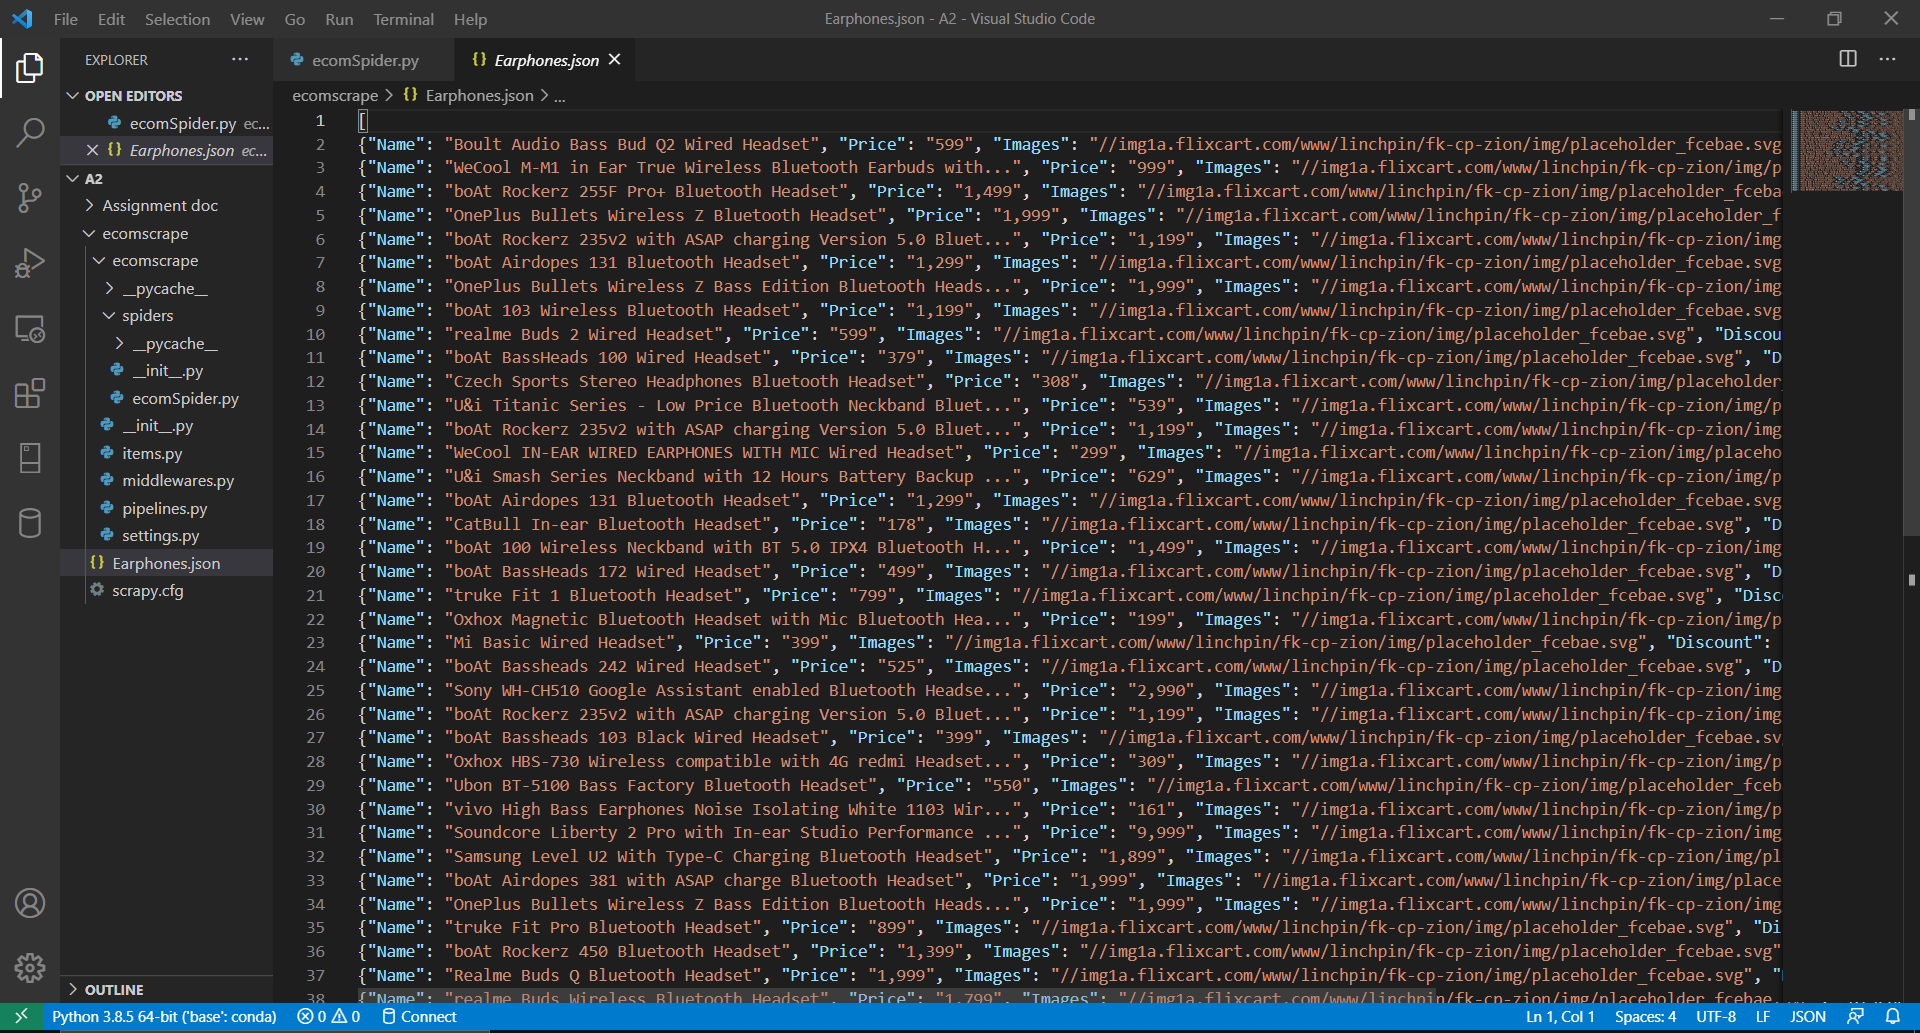 File Edit Selection View Go Run Terminal Help
Earphones.json - A2 - Visual Studio Code
EXPLORER
OPEN EDITORS
ecomSpider.py ec...
Earphones.json ec...
A2
Assignment doc
ecomscrape
ecomscrape
__pycache__
spiders
__pycache__
__init__.py
ecomSpider.py
__init__.py
items.py
middlewares.py
pipelines.py
settings.py
Earphones.json
scrapy.cfg
OUTLINE
ecomSpider.py
Earphones.json
ecomscrape > {} Earphones.json > ...
1 [
2 {"Name": "Boult Audio Bass Bud Q2 Wired Headset", "Price": "599", "Images": "//img1a.flixcart.com/www/linchpin/fk-cp-zion/img/placeholder_fcebae.svg
3 {"Name": "WeCool M-M1 in Ear True Wireless Bluetooth Earbuds with...", "Price": "999", "Images": "//img1a.flixcart.com/www/linchpin/fk-cp-zion/img/p
4 {"Name": "boAt Rockerz 255F Pro+ Bluetooth Headset", "Price": "1,499", "Images": "//img1a.flixcart.com/www/linchpin/fk-cp-zion/img/placeholder_fceba
5 {"Name": "OnePlus Bullets Wireless Z Bluetooth Headset", "Price": "1,999", "Images": "//img1a.flixcart.com/www/linchpin/fk-cp-zion/img/placeholder_f
6 {"Name": "boAt Rockerz 235v2 with ASAP charging Version 5.0 Bluet...", "Price": "1,199", "Images": "//img1a.flixcart.com/www/linchpin/fk-cp-zion/img
7 {"Name": "boAt Airdopes 131 Bluetooth Headset", "Price": "1,299", "Images": "//img1a.flixcart.com/www/linchpin/fk-cp-zion/img/placeholder_fcebae.svg
8 {"Name": "OnePlus Bullets Wireless Z Bass Edition Bluetooth Heads...", "Price": "1,999", "Images": "//img1a.flixcart.com/www/linchpin/fk-cp-zion/img
9 {"Name": "boAt 103 Wireless Bluetooth Headset", "Price": "1,199", "Images": "//img1a.flixcart.com/www/linchpin/fk-cp-zion/img/placeholder_fcebae.svg
10 {"Name": "realme Buds 2 Wired Headset", "Price": "599", "Images": "//img1a.flixcart.com/www/linchpin/fk-cp-zion/img/placeholder_fcebae.svg", "Discou
11 {"Name": "boAt BassHeads 100 Wired Headset", "Price": "379", "Images": "//img1a.flixcart.com/www/linchpin/fk-cp-zion/img/placeholder_fcebae.svg", "D
12 {"Name": "Czech Sports Stereo Headphones Bluetooth Headset", "Price": "308", "Images": "//img1a.flixcart.com/www/linchpin/fk-cp-zion/img/placeholder_
13 {"Name": "U&i Titanic Series - Low Price Bluetooth Neckband Bluet...", "Price": "539", "Images": "//img1a.flixcart.com/www/linchpin/fk-cp-zion/img/p
14 {"Name": "boAt Rockerz 235v2 with ASAP charging Version 5.0 Bluet...", "Price": "1,199", "Images": "//img1a.flixcart.com/www/linchpin/fk-cp-zion/img
15 {"Name": "WeCool IN-EAR WIRED EARPHONES WITH MIC Wired Headset", "Price": "299", "Images": "//img1a.flixcart.com/www/linchpin/fk-cp-zion/img/placeho
16 {"Name": "U&i Smash Series Neckband with 12 Hours Battery Backup ...", "Price": "629", "Images": "//img1a.flixcart.com/www/linchpin/fk-cp-zion/img/p
17 {"Name": "boAt Airdopes 131 Bluetooth Headset", "Price": "1,299", "Images": "//img1a.flixcart.com/www/linchpin/fk-cp-zion/img/placeholder_fcebae.svg
18 {"Name": "CatBull In-ear Bluetooth Headset", "Price": "178", "Images": "//img1a.flixcart.com/www/linchpin/fk-cp-zion/img/placeholder_fcebae.svg", "D
19 {"Name": "boAt 100 Wireless Neckband with BT 5.0 IPX4 Bluetooth H...", "Price": "1,499", "Images": "//img1a.flixcart.com/www/linchpin/fk-cp-zion/img
20 {"Name": "boAt BassHeads 172 Wired Headset", "Price": "499", "Images": "//img1a.flixcart.com/www/linchpin/fk-cp-zion/img/placeholder_fcebae.svg", "D
21 {"Name": "truke Fit 1 Bluetooth Headset", "Price": "799", "Images": "//img1a.flixcart.com/www/linchpin/fk-cp-zion/img/placeholder_fcebae.svg", "Disc
22 {"Name": "Oxhox Magnetic Bluetooth Headset with Mic Bluetooth Hea...", "Price": "199", "Images": "//img1a.flixcart.com/www/linchpin/fk-cp-zion/img/p
23 {"Name": "Mi Basic Wired Headset", "Price": "399", "Images": "//img1a.flixcart.com/www/linchpin/fk-cp-zion/img/placeholder_fcebae.svg", "Discount":
24 {"Name": "boAt Bassheads 242 Wired Headset", "Price": "525", "Images": "//img1a.flixcart.com/www/linchpin/fk-cp-zion/img/placeholder_fcebae.svg", "D
25 {"Name": "Sony WH-CH510 Google Assistant enabled Bluetooth Headse...", "Price": "2,990", "Images": "//img1a.flixcart.com/www/linchpin/fk-cp-zion/img
26 {"Name": "boAt Rockerz 235v2 with ASAP charging Version 5.0 Bluet...", "Price": "1,199", "Images": "//img1a.flixcart.com/www/linchpin/fk-cp-zion/img
27 {"Name": "boAt Bassheads 103 Black Wired Headset", "Price": "399", "Images": "//img1a.flixcart.com/www/linchpin/fk-cp-zion/img/placeholder_fcebae.sv
28 {"Name": "Oxhox HBS-730 Wireless compatible with 4G redmi Headset...", "Price": "309", "Images": "//img1a.flixcart.com/www/linchpin/fk-cp-zion/img/p
29 {"Name": "Ubon BT-5100 Bass Factory Bluetooth Headset", "Price": "550", "Images": "//img1a.flixcart.com/www/linchpin/fk-cp-zion/img/placeholder_fceb
30 {"Name": "vivo High Bass Earphones Noise Isolating White 1103 Wir...", "Price": "161", "Images": "//img1a.flixcart.com/www/linchpin/fk-cp-zion/img/p
31 {"Name": "Soundcore Liberty 2 Pro with In-ear Studio Performance ...", "Price": "9,999", "Images": "//img1a.flixcart.com/www/linchpin/fk-cp-zion/img
32 {"Name": "Samsung Level U2 With Type-C Charging Bluetooth Headset", "Price": "1,899", "Images": "//img1a.flixcart.com/www/linchpin/fk-cp-zion/img/pl
33 {"Name": "boAt Airdopes 381 with ASAP charge Bluetooth Headset", "Price": "1,999", "Images": "//img1a.flixcart.com/www/linchpin/fk-cp-zion/img/place
34 {"Name": "OnePlus Bullets Wireless Z Bass Edition Bluetooth Heads...", "Price": "1,999", "Images": "//img1a.flixcart.com/www/linchpin/fk-cp-zion/img
35 {"Name": "truke Fit Pro Bluetooth Headset", "Price": "899", "Images": "//img1a.flixcart.com/www/linchpin/fk-cp-zion/img/placeholder_fcebae.svg", "Di
36 {"Name": "boAt Rockerz 450 Bluetooth Headset", "Price": "1,399", "Images": "//img1a.flixcart.com/www/linchpin/fk-cp-zion/img/placeholder_fcebae.svg"
37 {"Name": "Realme Buds Q Bluetooth Headset", "Price": "1,999", "Images": "//img1a.flixcart.com/www/linchpin/fk-cp-zion/img/placeholder_fcebae.svg", "
38 {"Name": "realme Buds Wireless Bluetooth Headset", "Price": "1,799", "Images": "//img1a.flixcart.com/www/linchpin/fk-cp-zion/img/placeholder_fcebae.
Python 3.8.5 64-bit ('base': conda) 0 0 Connect
Ln 1, Col 1 Spaces: 4 UTF-8 LF JSON